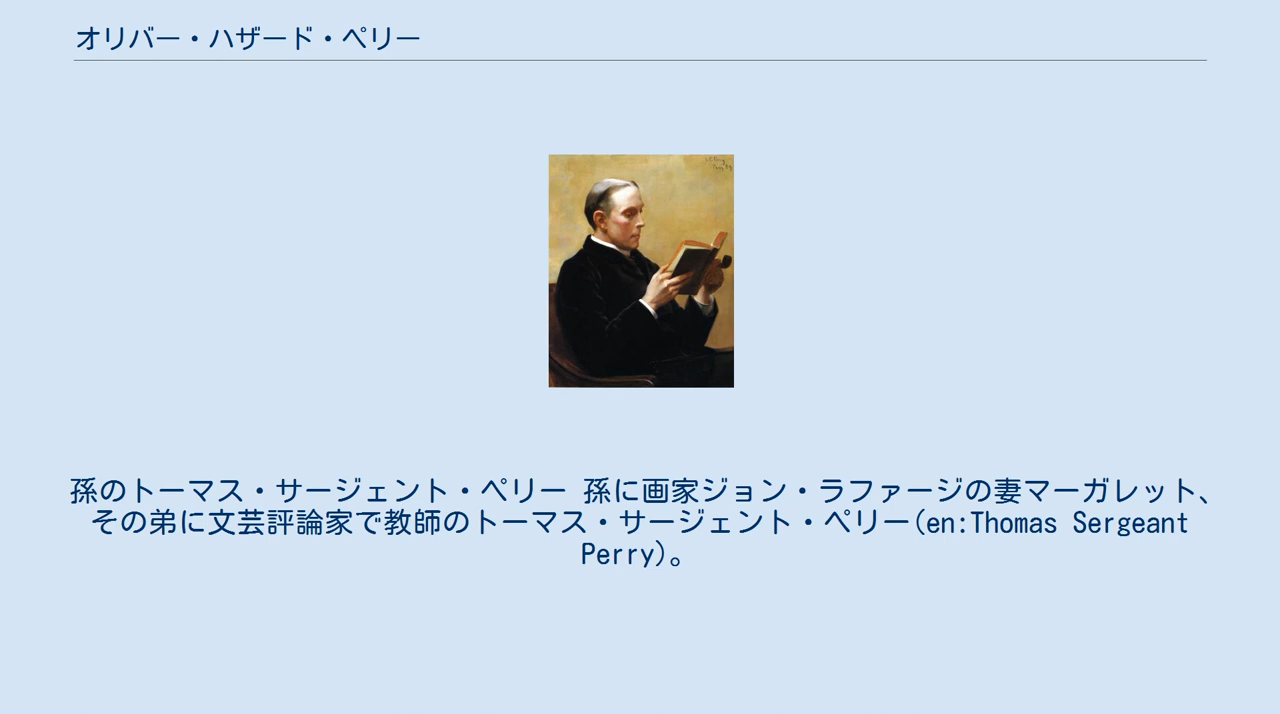 オリバー・ハザード・ペリー
孫のトーマス・サージェント・ペリー 孫に画家ジョン・ラファージの妻マーガレット、
その弟に文芸評論家で教師のトーマス・サージェント・ペリー(en:Thomas Sergeant
Perry)。